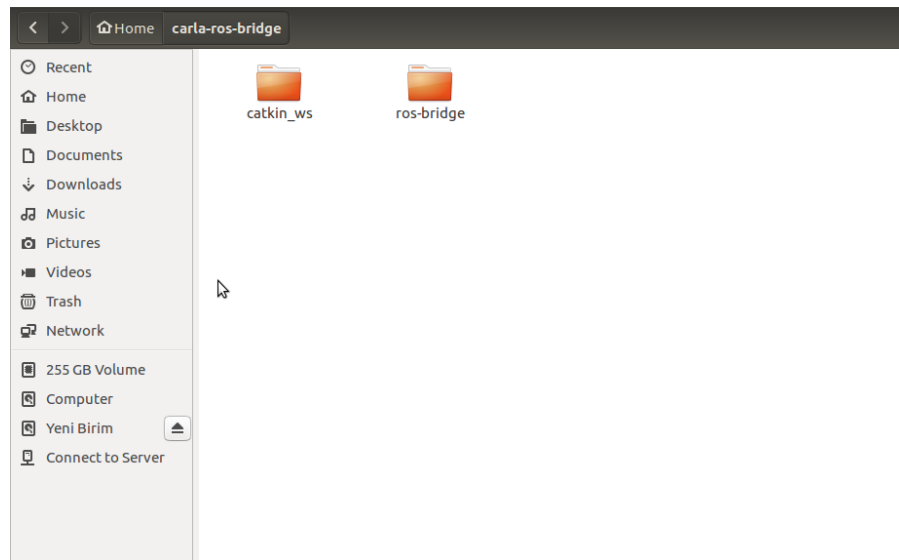 Home carla-ros-bridge
Recent
Home
Desktop
Documents
Downloads
Music
Pictures
Videos
Trash
Network
255 GB Volume
Computer
Yeni Birim
Connect to Server
catkin_ws
ros-bridge